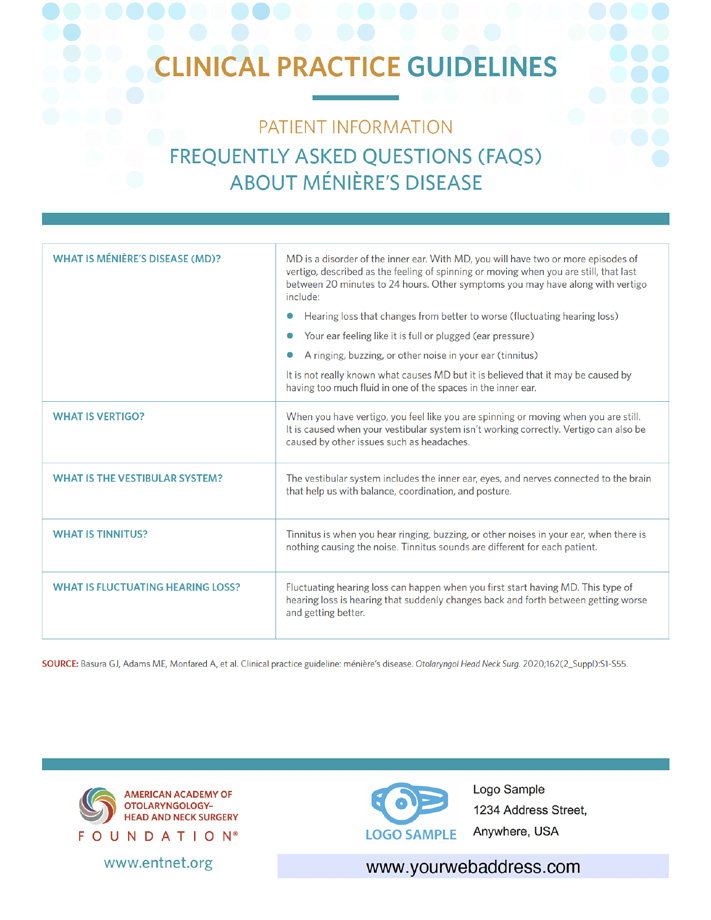 CLINICAL PRACTICE GUIDELINES
PATIENT INFORMATION
FREQUENTLY ASKED QUESTIONS (FAQS)
ABOUT MÉNIÈRE'S DISEASE
WHAT IS MÉNIÈRE'S DISEASE (MD)?
MD is a disorder of the inner ear. With MD, you will have two or more episodes of
vertigo, described as the feeling of spinning or moving when you are still, that last
between 20 minutes to 24 hours. Other symptoms you may have along with vertigo
include:
● Hearing loss that changes from better to worse (fluctuating hearing loss)
● Your ear feeling like it is full or plugged (ear pressure)
● A ringing, buzzing, or other noise in your ear (tinnitus)
It is not really known what causes MD but it is believed that it may be caused by
having too much fluid in one of the spaces in the inner ear.
WHAT IS VERTIGO?
When you have vertigo, you feel like you are spinning or moving when you are still.
It is caused when your vestibular system isn't working correctly. Vertigo can also be
caused by other issues such as headaches.
WHAT IS THE VESTIBULAR SYSTEM?
The vestibular system includes the inner ear, eyes, and nerves connected to the brain
that help us with balance, coordination, and posture.
WHAT IS TINNITUS?
Tinnitus is when you hear ringing, buzzing, or other noises in your ear, when there is
nothing causing the noise. Tinnitus sounds are different for each patient.
WHAT IS FLUCTUATING HEARING LOSS?
Fluctuating hearing loss can happen when you first start having MD. This type of
hearing loss is hearing that suddenly changes back and forth between getting worse
and getting better.
SOURCE: Basura GJ, Adams ME, Monfared A, et al. Clinical practice guideline: ménière's disease. Otolaryngol Head Neck Surg. 2020;162(2_Suppl):S1-S55.
AMERICAN ACADEMY OF
OTOLARYNGOLOGY–
HEAD AND NECK SURGERY
FOUNDATION®
www.entnet.org
LOGO SAMPLE
Logo Sample
1234 Address Street,
Anywhere, USA
www.yourwebaddress.com